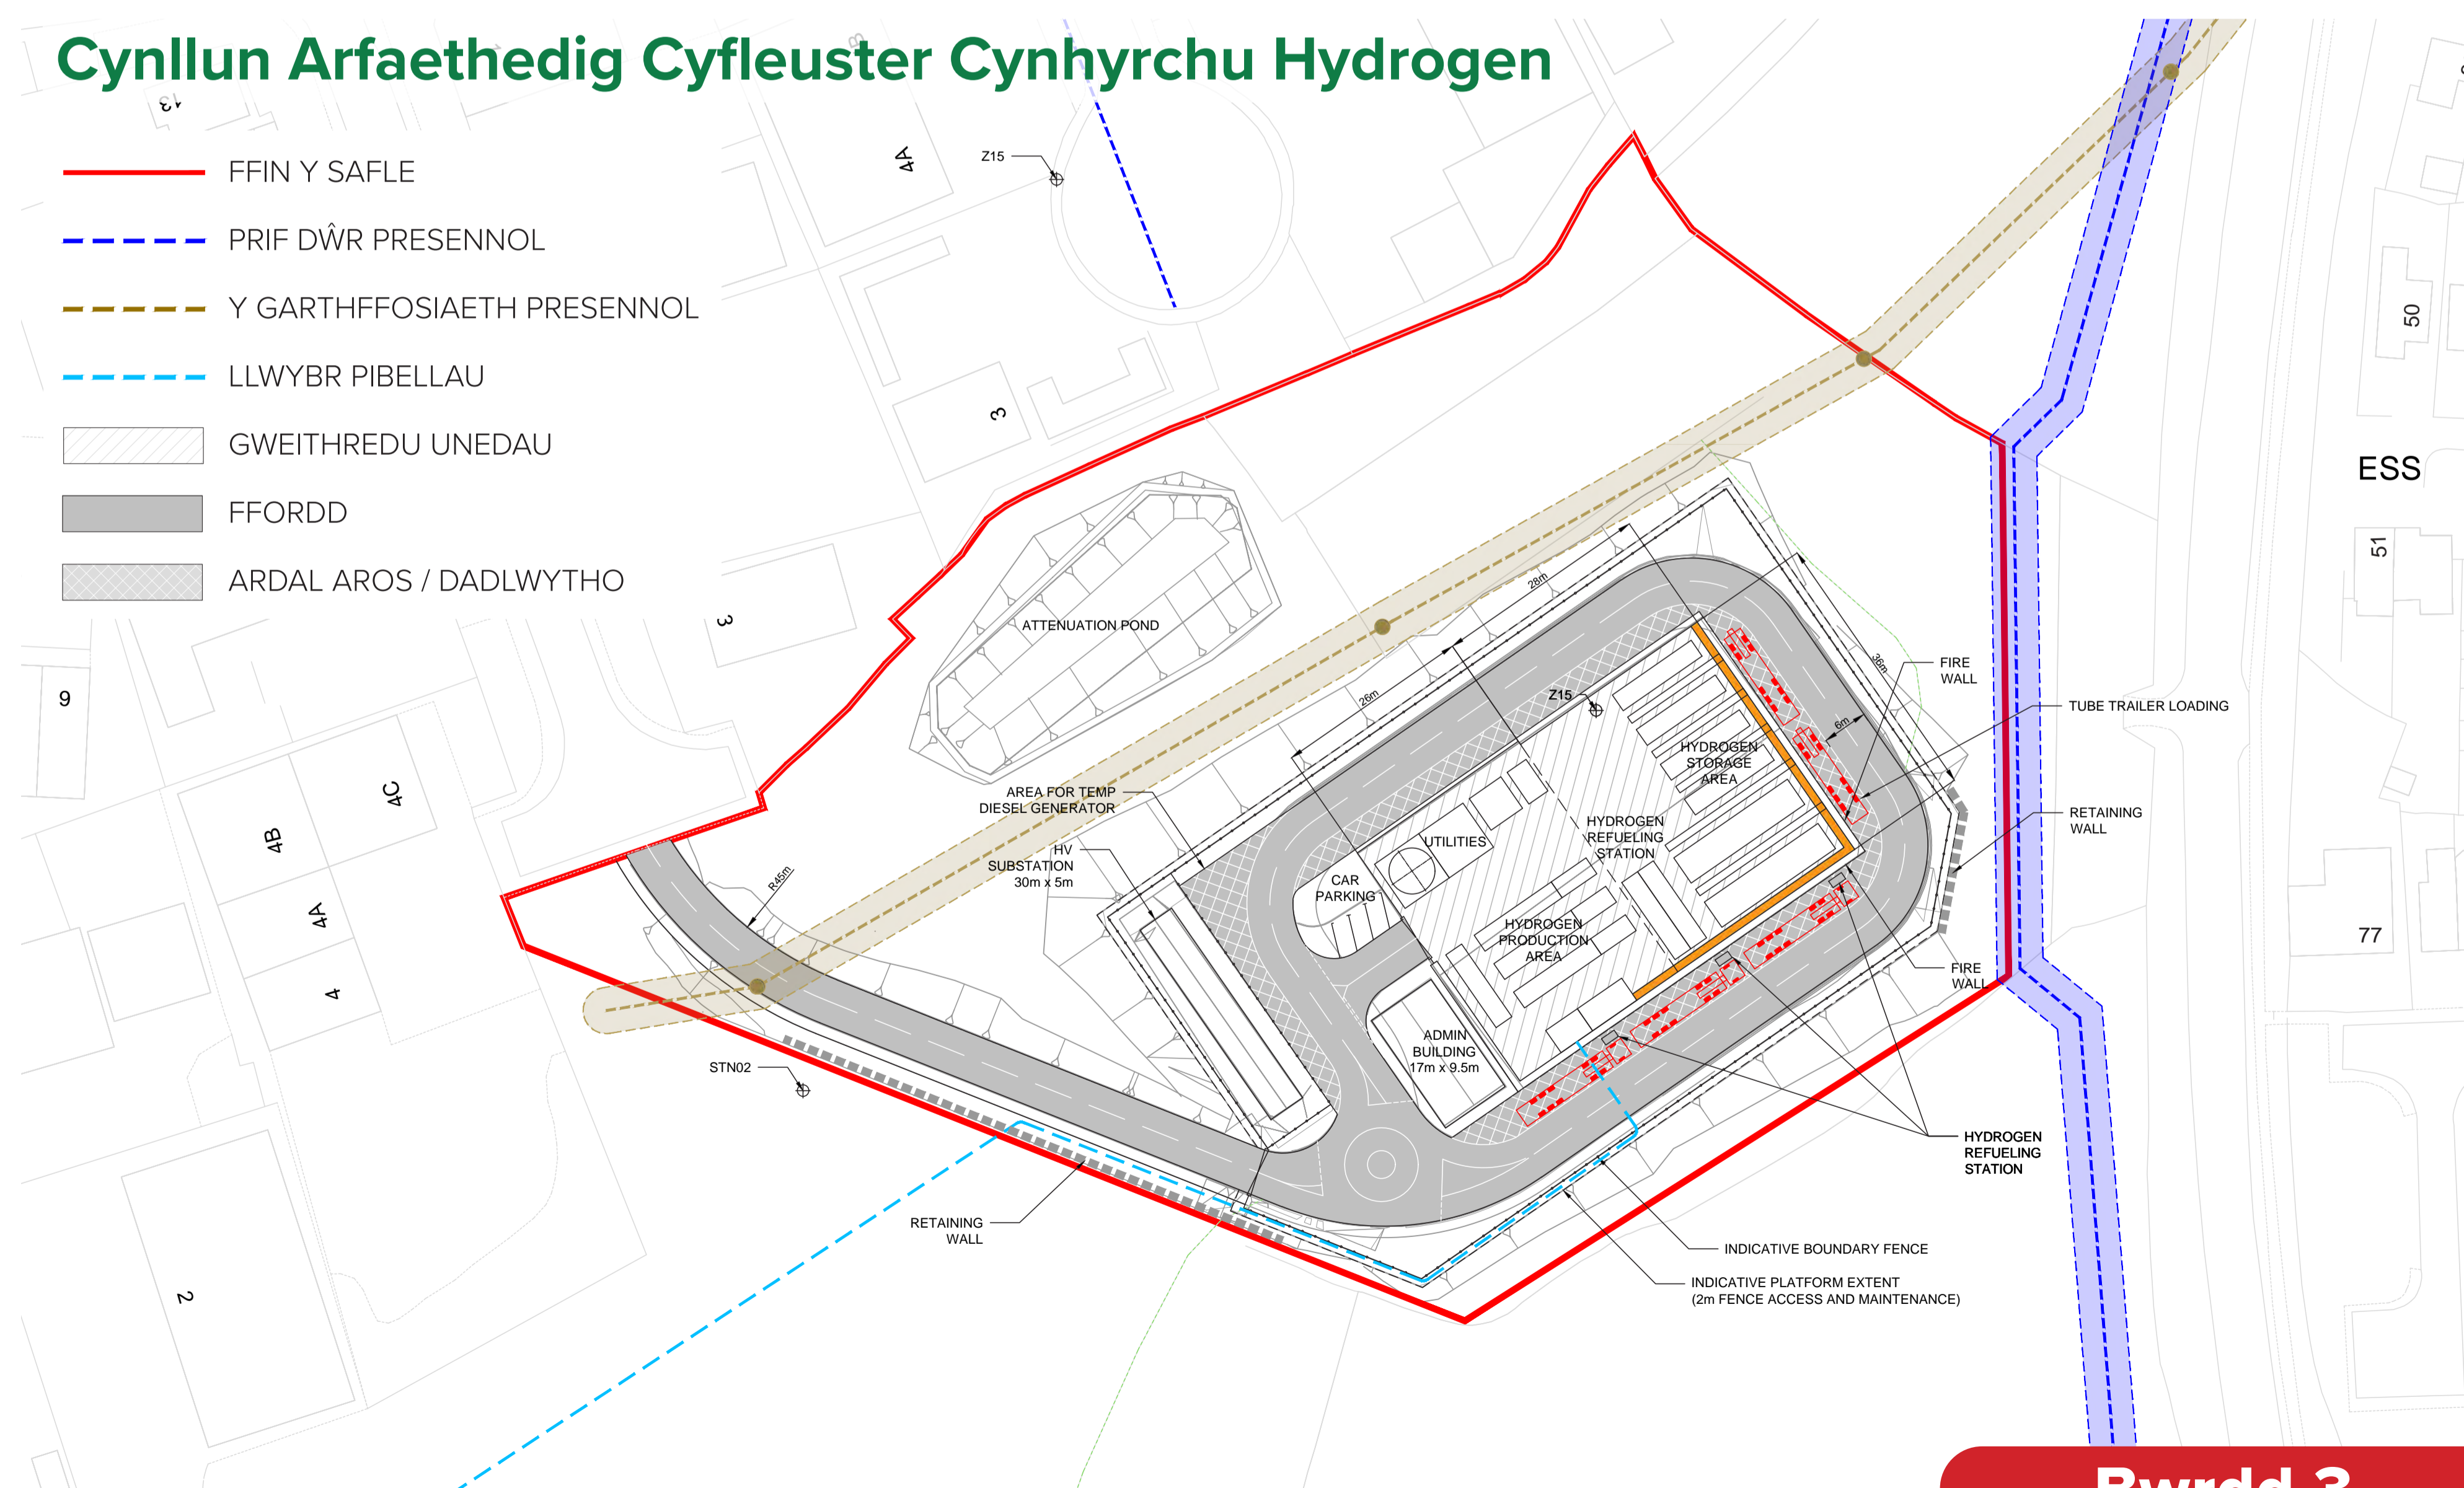 Cynllun Arfaethedig Cyfleuster Cynhyrchu Hydrogen
FFIN Y SAFLE
PRIF DŴR PRESENNOL
Y GARTHFFOSIAETH PRESENNOL
LLWYBR PIBELLAU
GWEITHREDU UNEDAU
FFORDD
ARDAL AROS / DADLWYTHO
13
B
4A
Z15
3
3
6
4C
4B
4A
4
2
50
ESS
51
77
ATTENUATION POND
28m
26m
36m
6m
Z15
FIRE
WALL
TUBE TRAILER LOADING
RETAINING
WALL
HYDROGEN
STORAGE
AREA
AREA FOR TEMP
DIESEL GENERATOR
HV
SUBSTATION
30m x 5m
R45m
UTILITIES
HYDROGEN
REFUELING
STATION
CAR
PARKING
HYDROGEN
PRODUCTION
AREA
FIRE
WALL
ADMIN
BUILDING
17m x 9.5m
STN02
HYDROGEN
REFUELING
STATION
RETAINING
WALL
INDICATIVE BOUNDARY FENCE
INDICATIVE PLATFORM EXTENT
(2m FENCE ACCESS AND MAINTENANCE)
Bwrdd 3